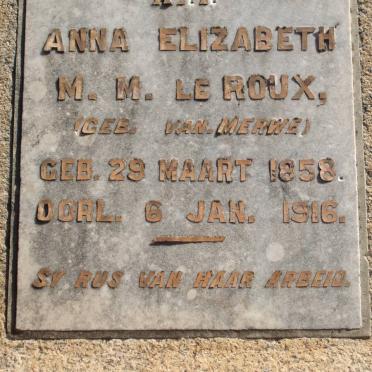 ANNA ELIZABETH
M. M. LE ROUX,
(GEB. VAN.MERWE)
GEB. 29 MAART 1858.
OORL. 6 JAN. 1916.
SY RUS VAN HAAR ARBEID.